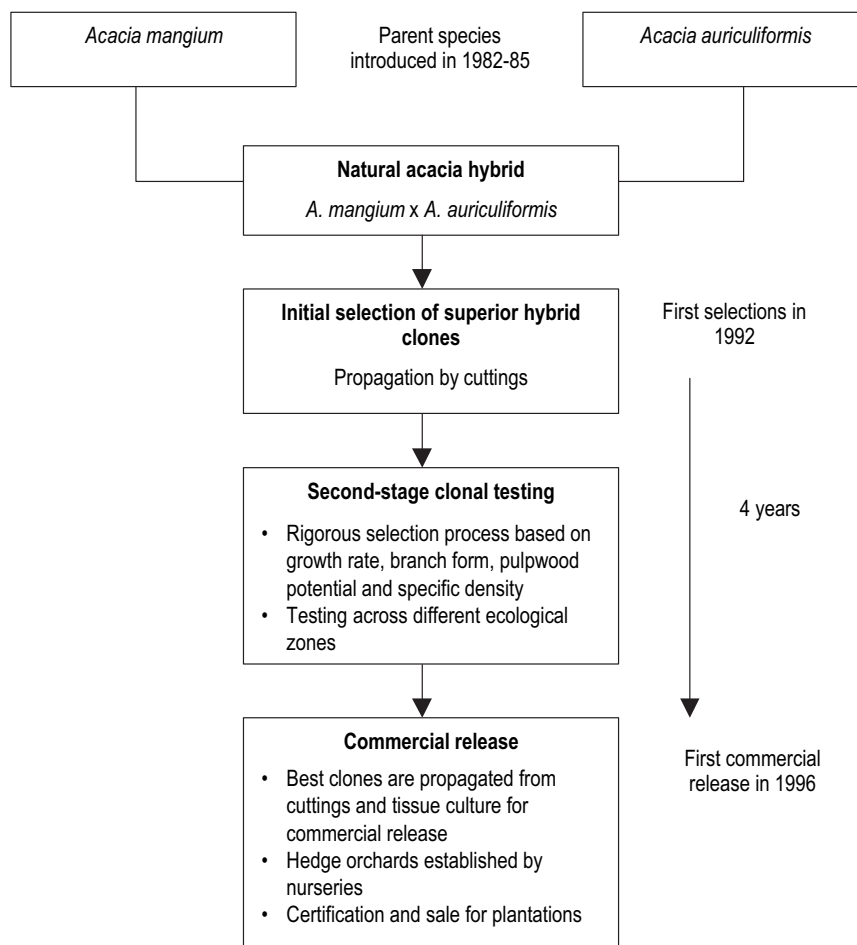 Acacia mangium
Parent species
introduced in 1982-85
Acacia auriculiformis
Natural acacia hybrid
A. mangium x A. auriculiformis
Initial selection of superior hybrid
clones
Propagation by cuttings
First selections in
1992
Second-stage clonal testing
• Rigorous selection process based on
growth rate, branch form, pulpwood
potential and specific density
• Testing across different ecological
zones
4 years
Commercial release
• Best clones are propagated from
cuttings and tissue culture for
commercial release
• Hedge orchards established by
nurseries
• Certification and sale for plantations
First commercial
release in 1996